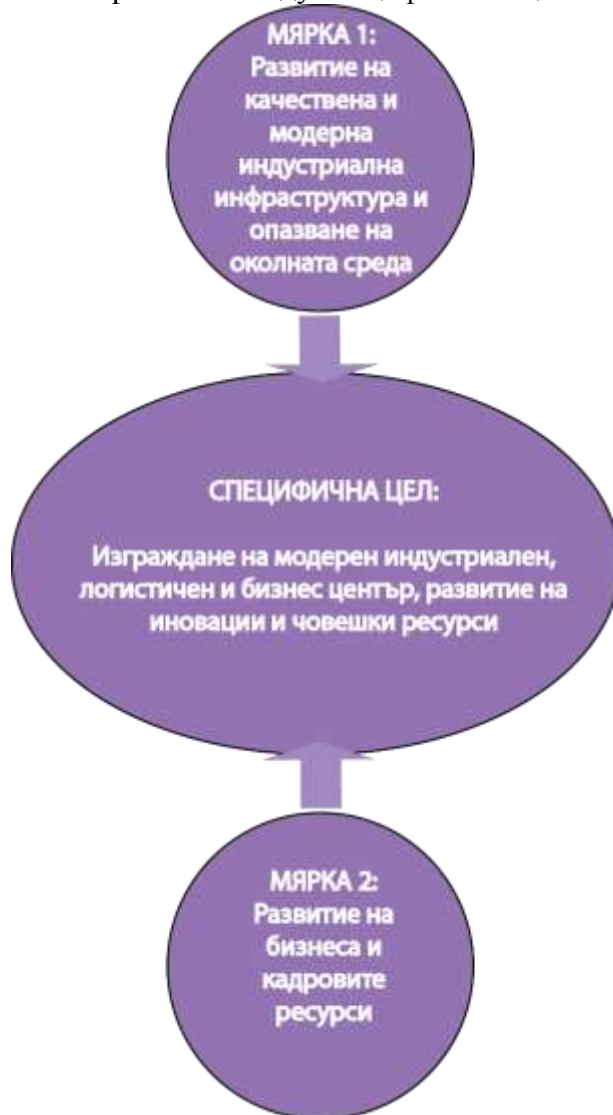 МЯРКА 1:
Развитие на
качествена и
модерна
индустриална
инфраструктура и
опазване на
околната среда
СПЕЦИФИЧНА ЦЕЛ:
Изграждане на модерен индустриален,
логистичен и бизнес център, развитие на
иновации и човешки ресурси
МЯРКА 2:
Развитие на
бизнеса и
кадровите
ресурси